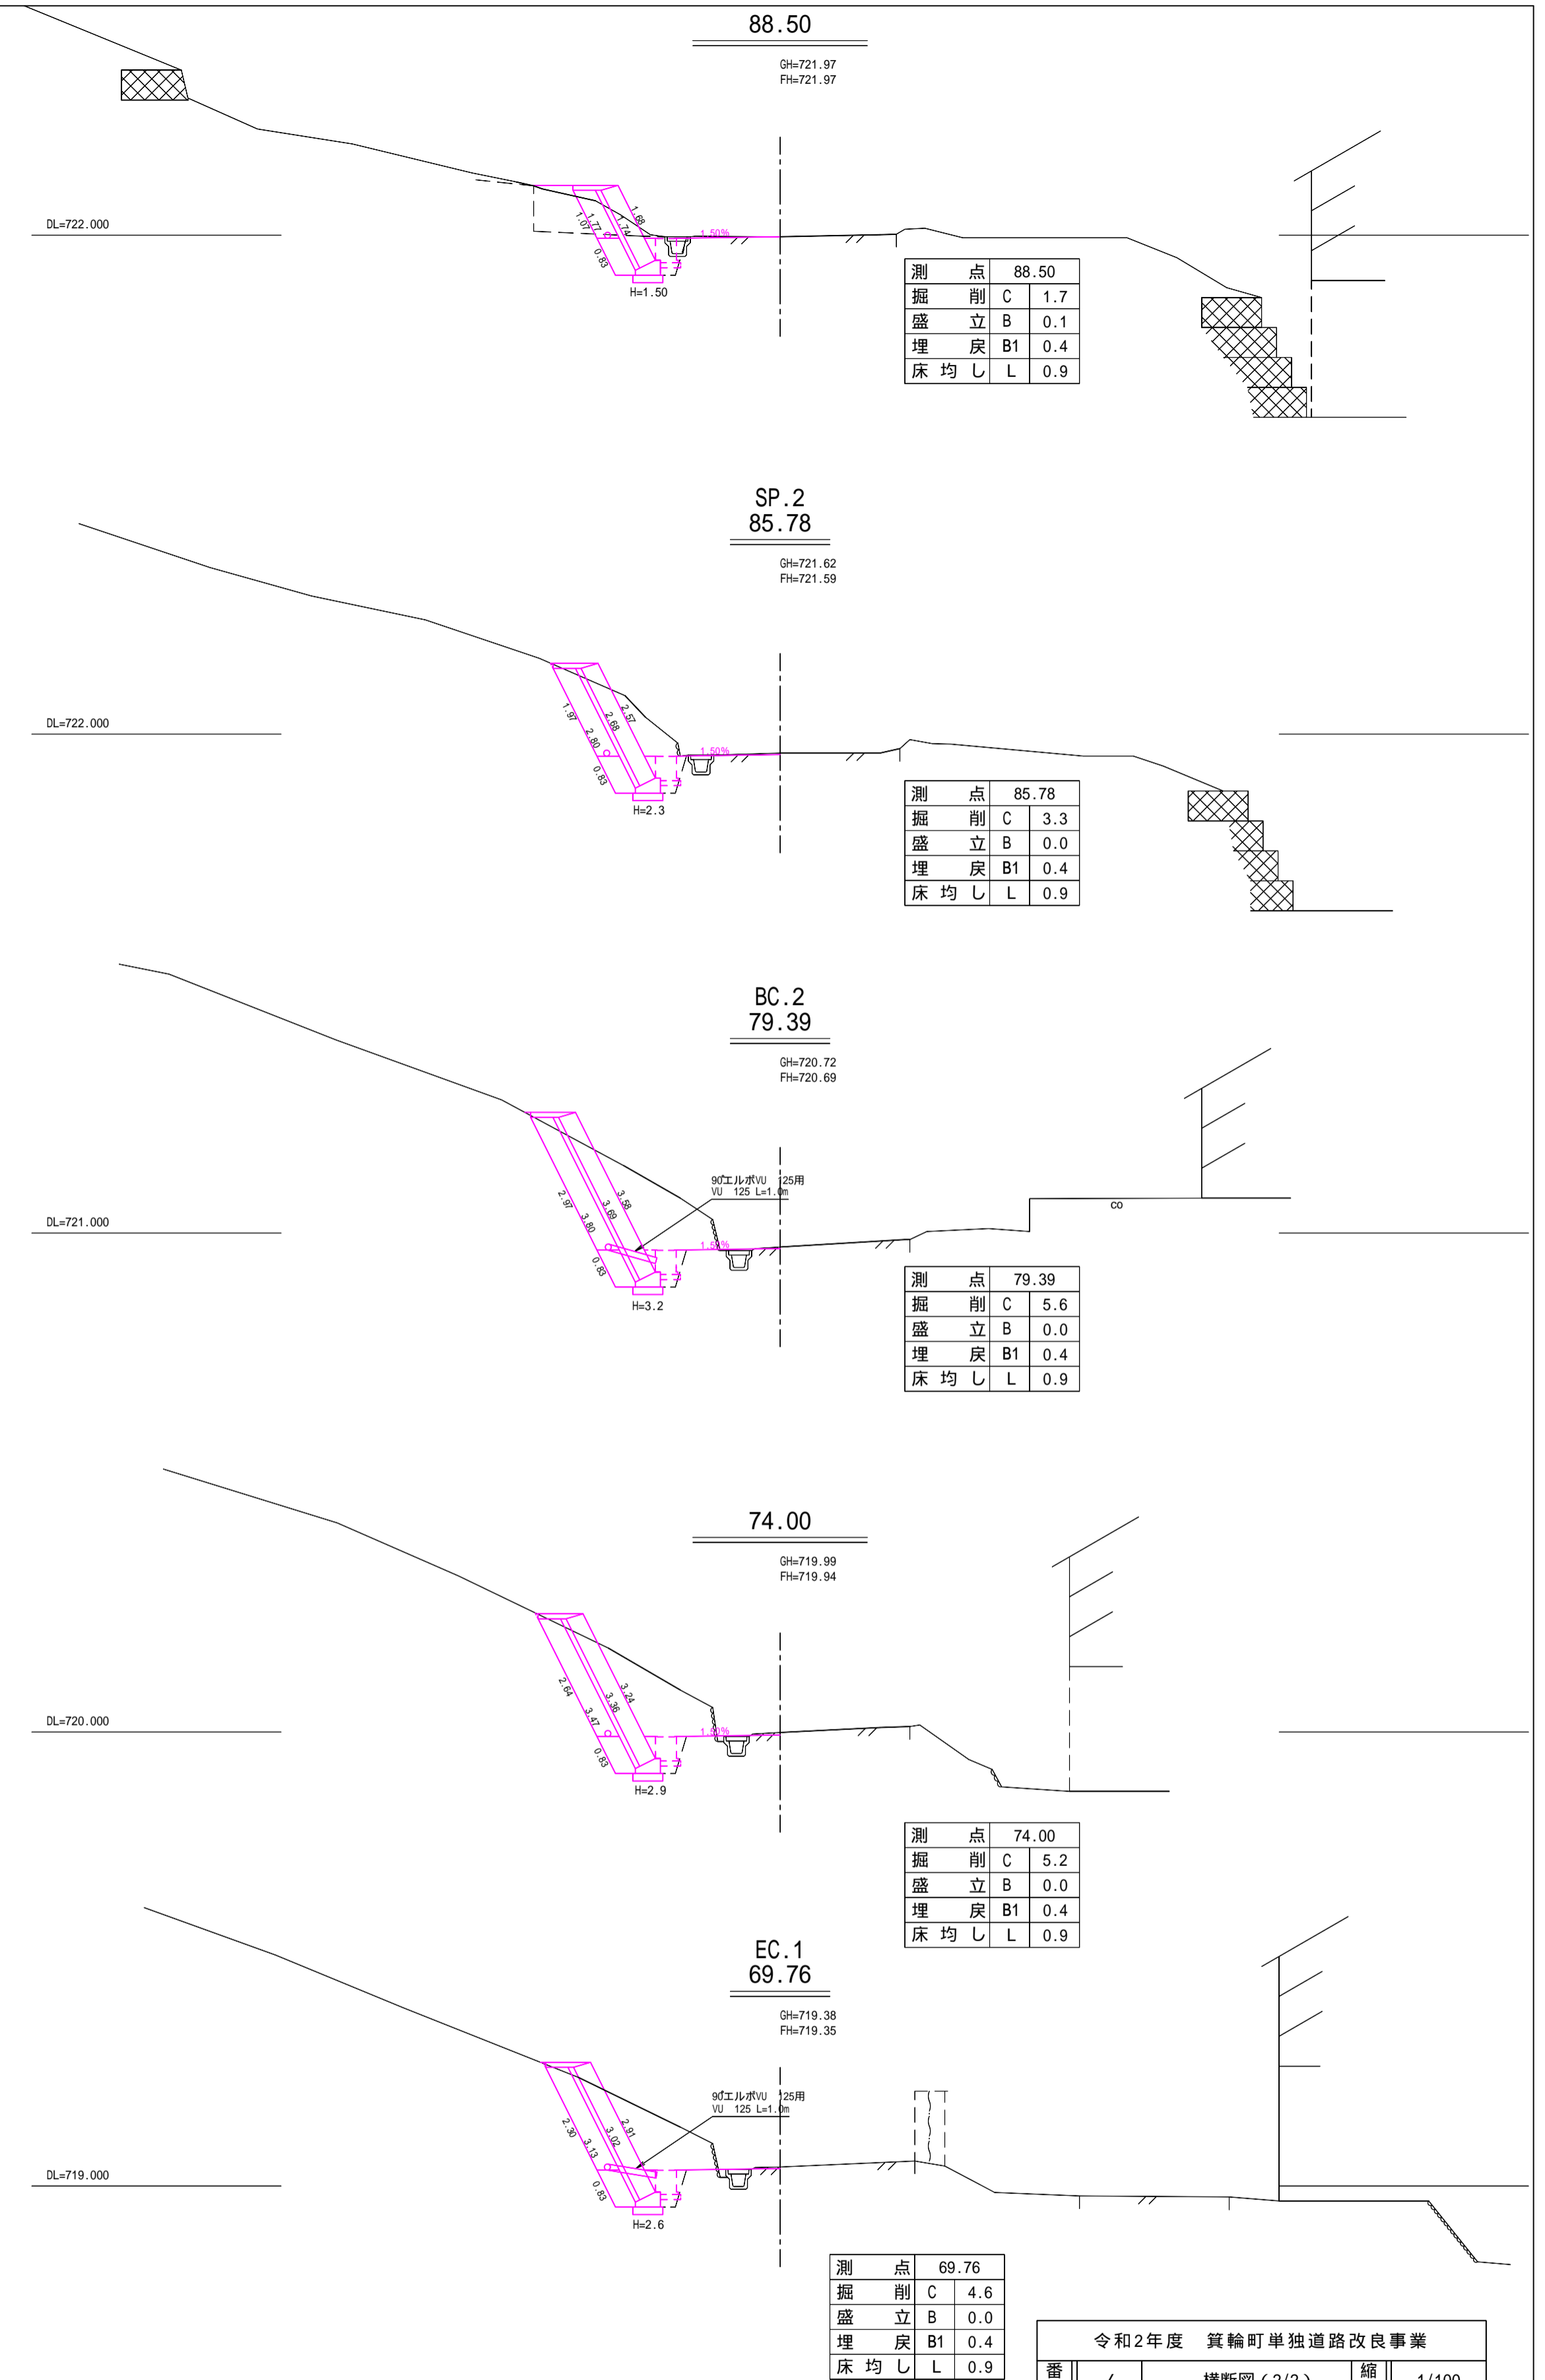 88.50
GH=721.97
FH=721.97
DL=722.000
1.07
1.77
1.74
1.68
0.83
1.50%
H=1.50
測 点 88.50
掘 削 C 1.7
盛 立 B 0.1
埋 戻 B1 0.4
床 均 し L 0.9
SP.2
85.78
GH=721.62
FH=721.59
DL=722.000
1.97
2.80
2.68
2.57
0.83
1.50%
H=2.3
測 点 85.78
掘 削 C 3.3
盛 立 B 0.0
埋 戻 B1 0.4
床 均 し L 0.9
BC.2
79.39
GH=720.72
FH=720.69
90°エルボVU 125用
VU 125 L=1.0m
DL=721.000
2.97
3.80
3.69
3.58
0.83
1.50%
H=3.2
CO
測 点 79.39
掘 削 C 5.6
盛 立 B 0.0
埋 戻 B1 0.4
床 均 し L 0.9
74.00
GH=719.99
FH=719.94
DL=720.000
2.64
3.47
3.36
3.24
0.83
1.50%
H=2.9
測 点 74.00
掘 削 C 5.2
盛 立 B 0.0
埋 戻 B1 0.4
床 均 し L 0.9
EC.1
69.76
GH=719.38
FH=719.35
90°エルボVU 125用
VU 125 L=1.0m
DL=719.000
2.30
3.13
3.02
2.91
0.83
H=2.6
測 点 69.76
掘 削 C 4.6
盛 立 B 0.0
埋 戻 B1 0.4
床 均 し L 0.9
令和2年度 箕輪町単独道路改良事業
番 横断図(2/2) 縮 1/100